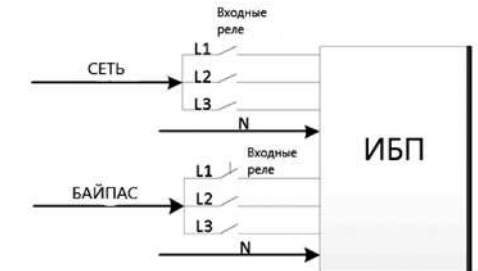 Входные
реле
L1
СЕТЬ
L2
L3
N
ИБП
Входные
реле
L1
БАЙПАС
L2
L3
N